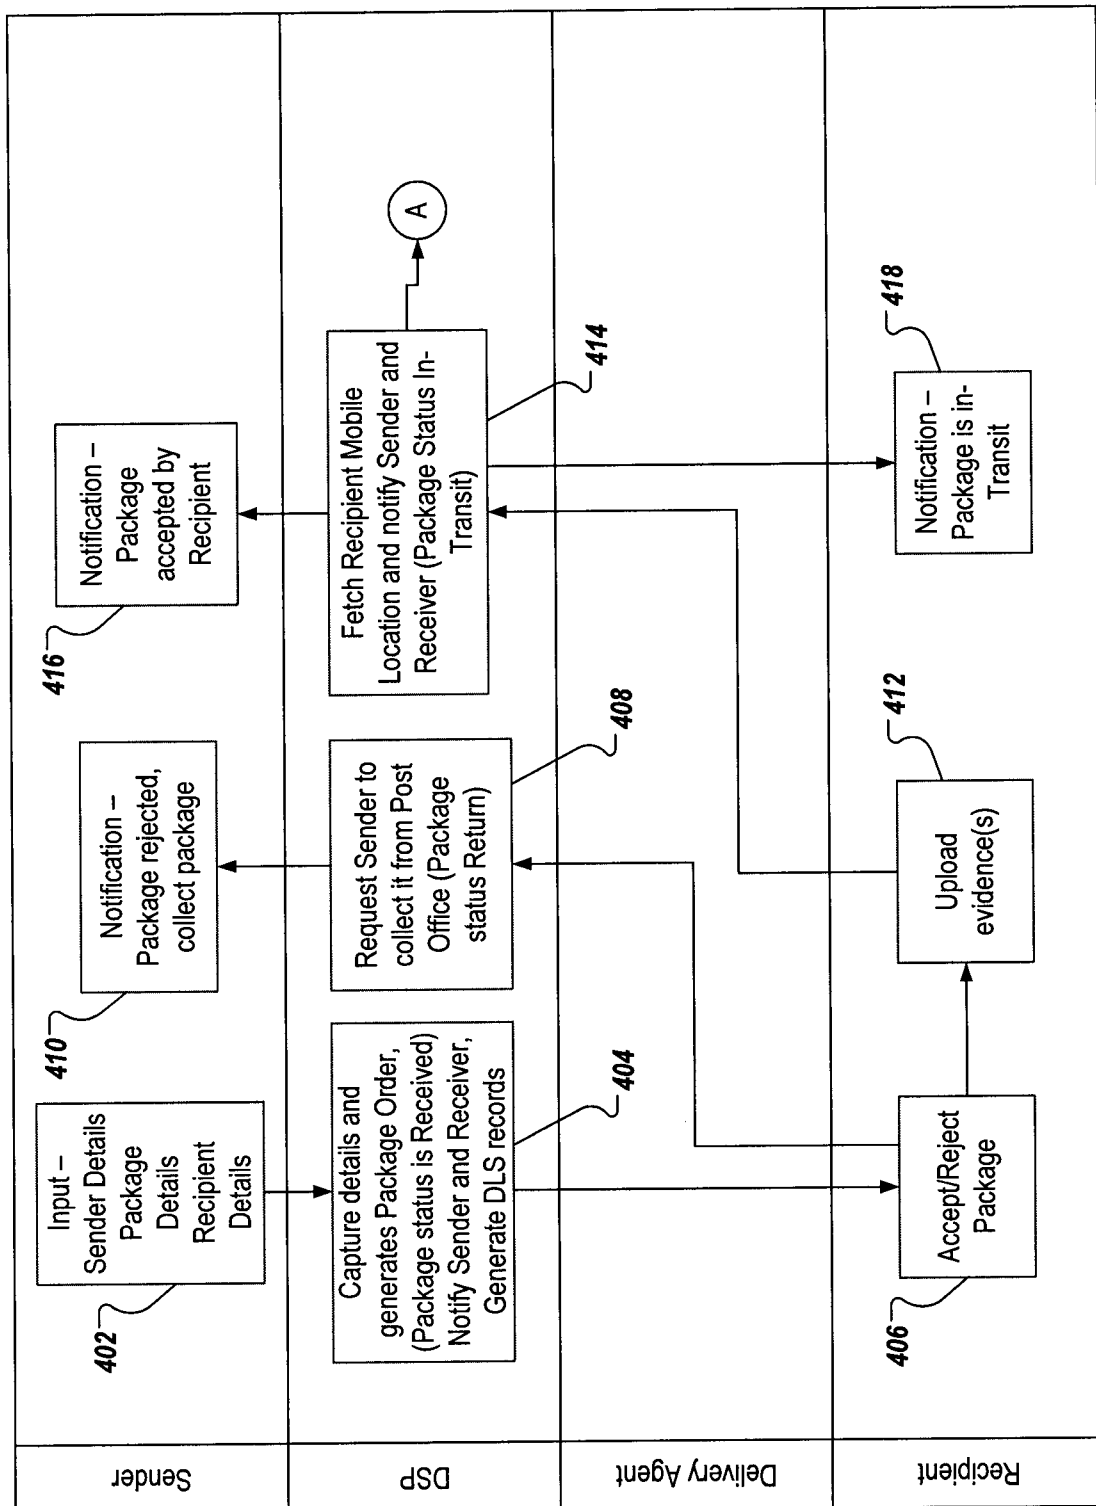 Sender
Input –
Sender Details
Package
Details
Recipient
Details
402
Notification –
Package rejected,
collect package
410
Notification –
Package
accepted by
Recipient
416
DSP
Capture details and
generates Package Order,
(Package status is Received)
Notify Sender and Receiver,
Generate DLS records
404
Request Sender to
collect it from Post
Office (Package
status Return)
408
Fetch Recipient Mobile
Location and notify Sender and
Receiver (Package Status In-
Transit)
414
A
Delivery Agent
Recipient
Accept/Reject
Package
406
Upload
evidence(s)
412
Notification –
Package is in-
Transit
418